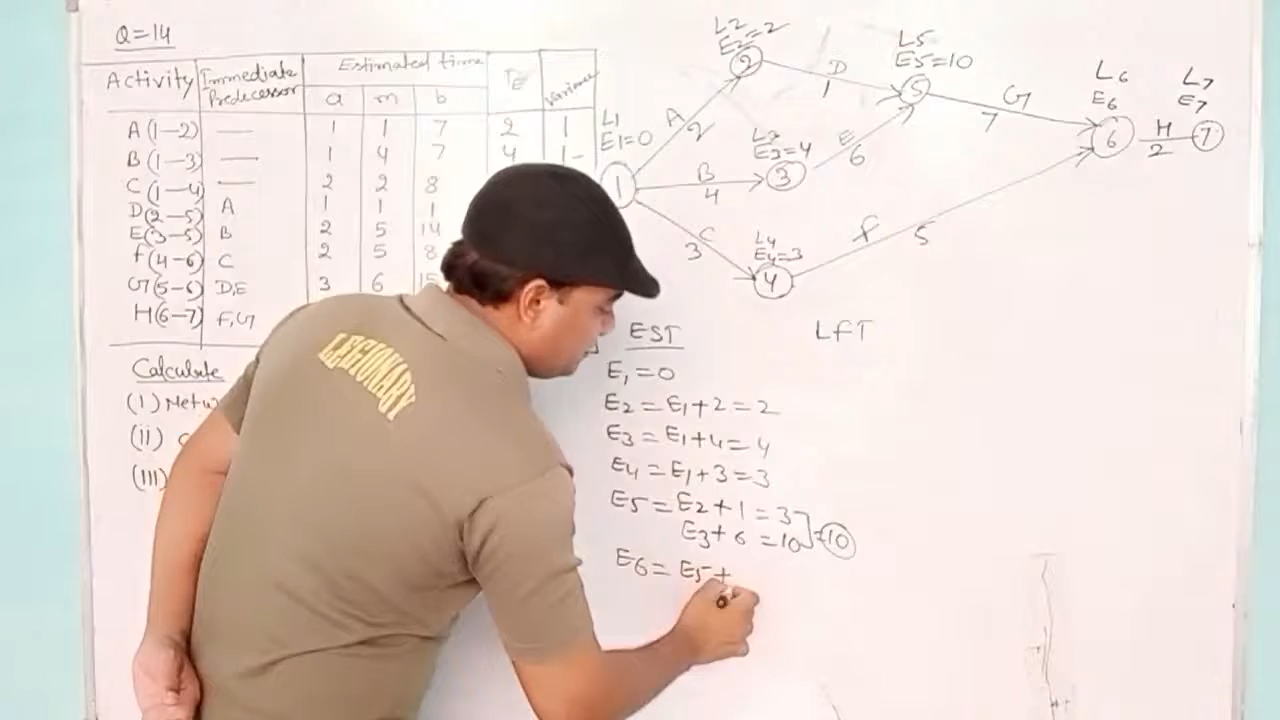 Q=14
Activity Immediate Predecessor Estimated time TE Variance
a m b
A(1-2) — 1 1 7 2 1
B(1-3) — 1 4 7 4 1
C(1-4) — 2 2 8
D(2-5) A 1 1 1
E(3-5) B 2 5 14
f(4-6) C 2 5 8
G(5-6) D,E 3 6 15
H(6-7) F,G
Calculate
(I) Netw
(ii)
(III)
L1
E1=0
1
A
2
B
4
C
3
L2
E2=2
2
D
1
L3
E3=4
3
E
6
L4
E4=3
4
f
5
L5
E5=10
5
G
7
L6
E6
6
H
2
L7
E7
7
EST LFT
E1=0
E2=E1+2=2
E3=E1+4=4
E4=E1+3=3
E5=E2+1=3
E3+6=10 =10
E6=E5+
LEGIONARY